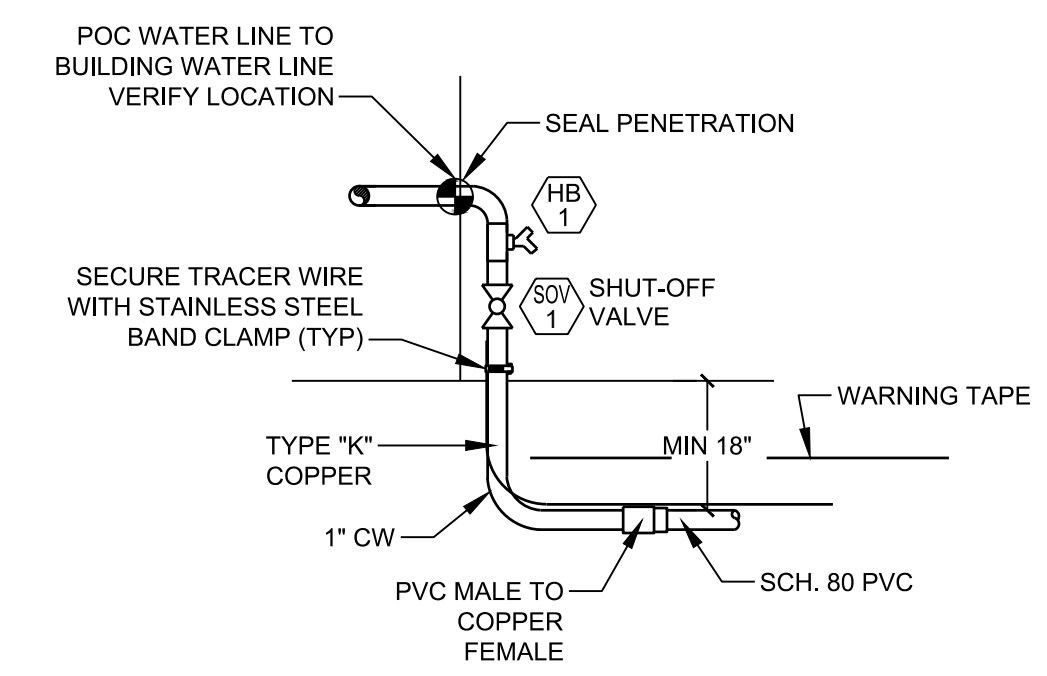 POC WATER LINE TO
BUILDING WATER LINE
VERIFY LOCATION
SEAL PENETRATION
HB
1
SECURE TRACER WIRE
WITH STAINLESS STEEL
BAND CLAMP (TYP)
SOV
1
SHUT-OFF
VALVE
WARNING TAPE
TYPE "K"
COPPER
MIN 18"
1" CW
PVC MALE TO
COPPER
FEMALE
SCH. 80 PVC